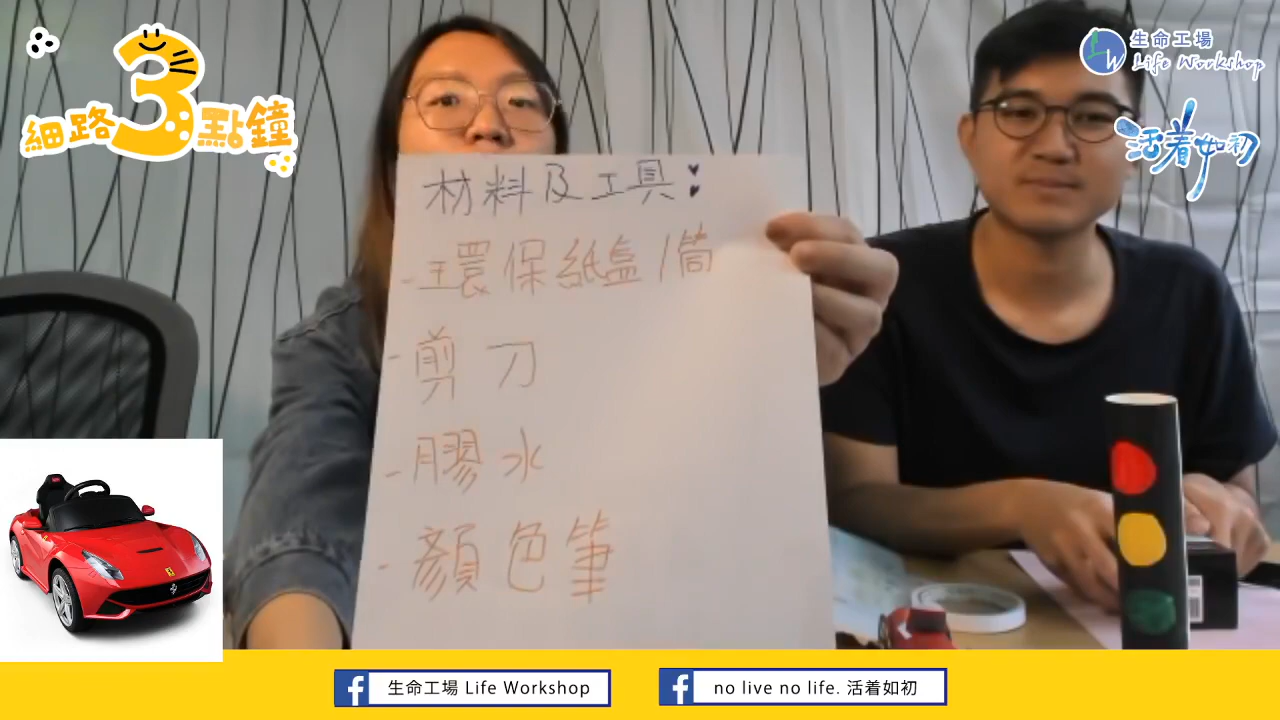 細路3點鐘
生命工場
Life Workshop
活着如初
材料及工具：
-環保紙盒/筒
-剪刀
-膠水
-顏色筆
生命工場 Life Workshop
no live no life. 活着如初